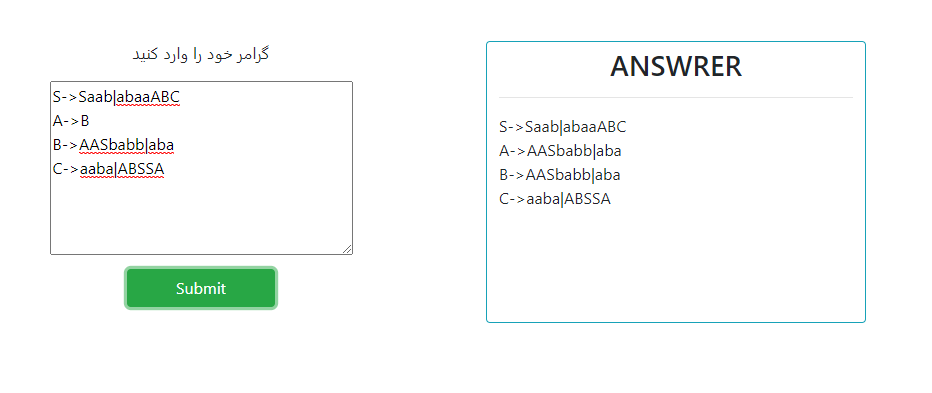 گرامر خود را وارد کنید
S->Saab|abaaABC
A->B
B->AASbabb|aba
C->aaba|ABSSA
Submit
ANSWRER
S->Saab|abaaABC
A->AASbabb|aba
B->AASbabb|aba
C->aaba|ABSSA